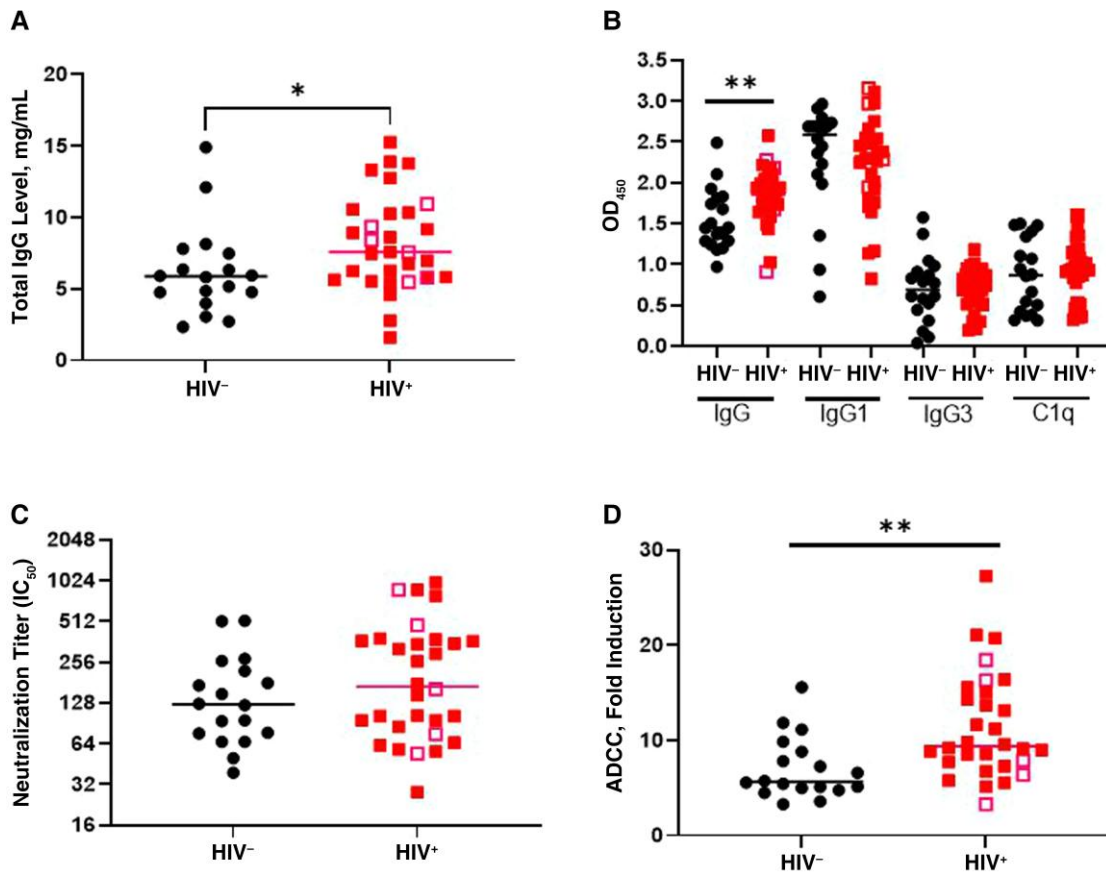 A
Total IgG Level, mg/mL
20
15
10
5
0
*
HIV⁻
HIV⁺
B
OD₄₅₀
3.5
3.0
2.5
2.0
1.5
1.0
0.5
0.0
**
HIV⁻ HIV⁺ HIV⁻ HIV⁺ HIV⁻ HIV⁺ HIV⁻ HIV⁺
IgG IgG1 IgG3 C1q
C
Neutralization Titer (IC₅₀)
2048
1024
512
256
128
64
32
16
HIV⁻
HIV⁺
D
ADCC, Fold Induction
30
20
10
0
**
HIV⁻
HIV⁺